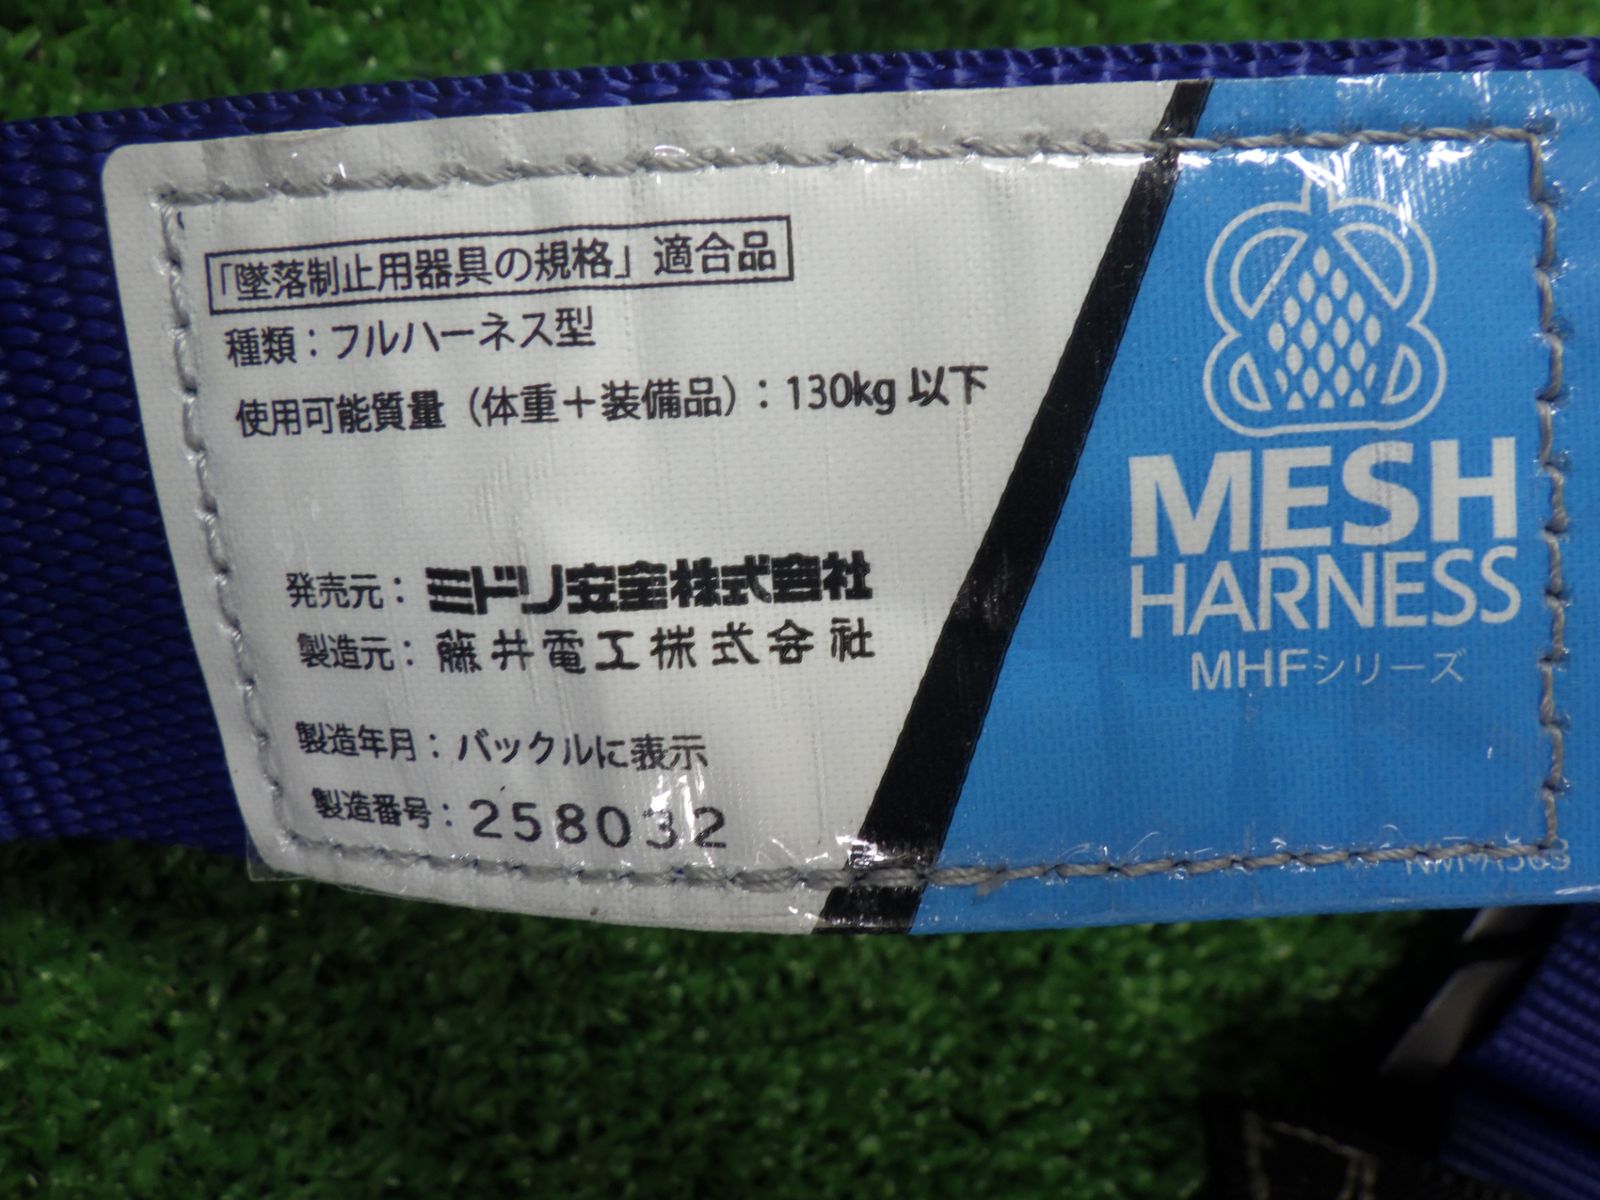 「墜落制止用器具の規格」適合品
種類：フルハーネス型
使用可能質量（体重＋装備品）：130kg 以下
発売元：ミドリ安全株式会社
製造元：藤井電工株式会社
製造年月：バックルに表示
製造番号：258032
MESH
HARNESS
MHFシリーズ